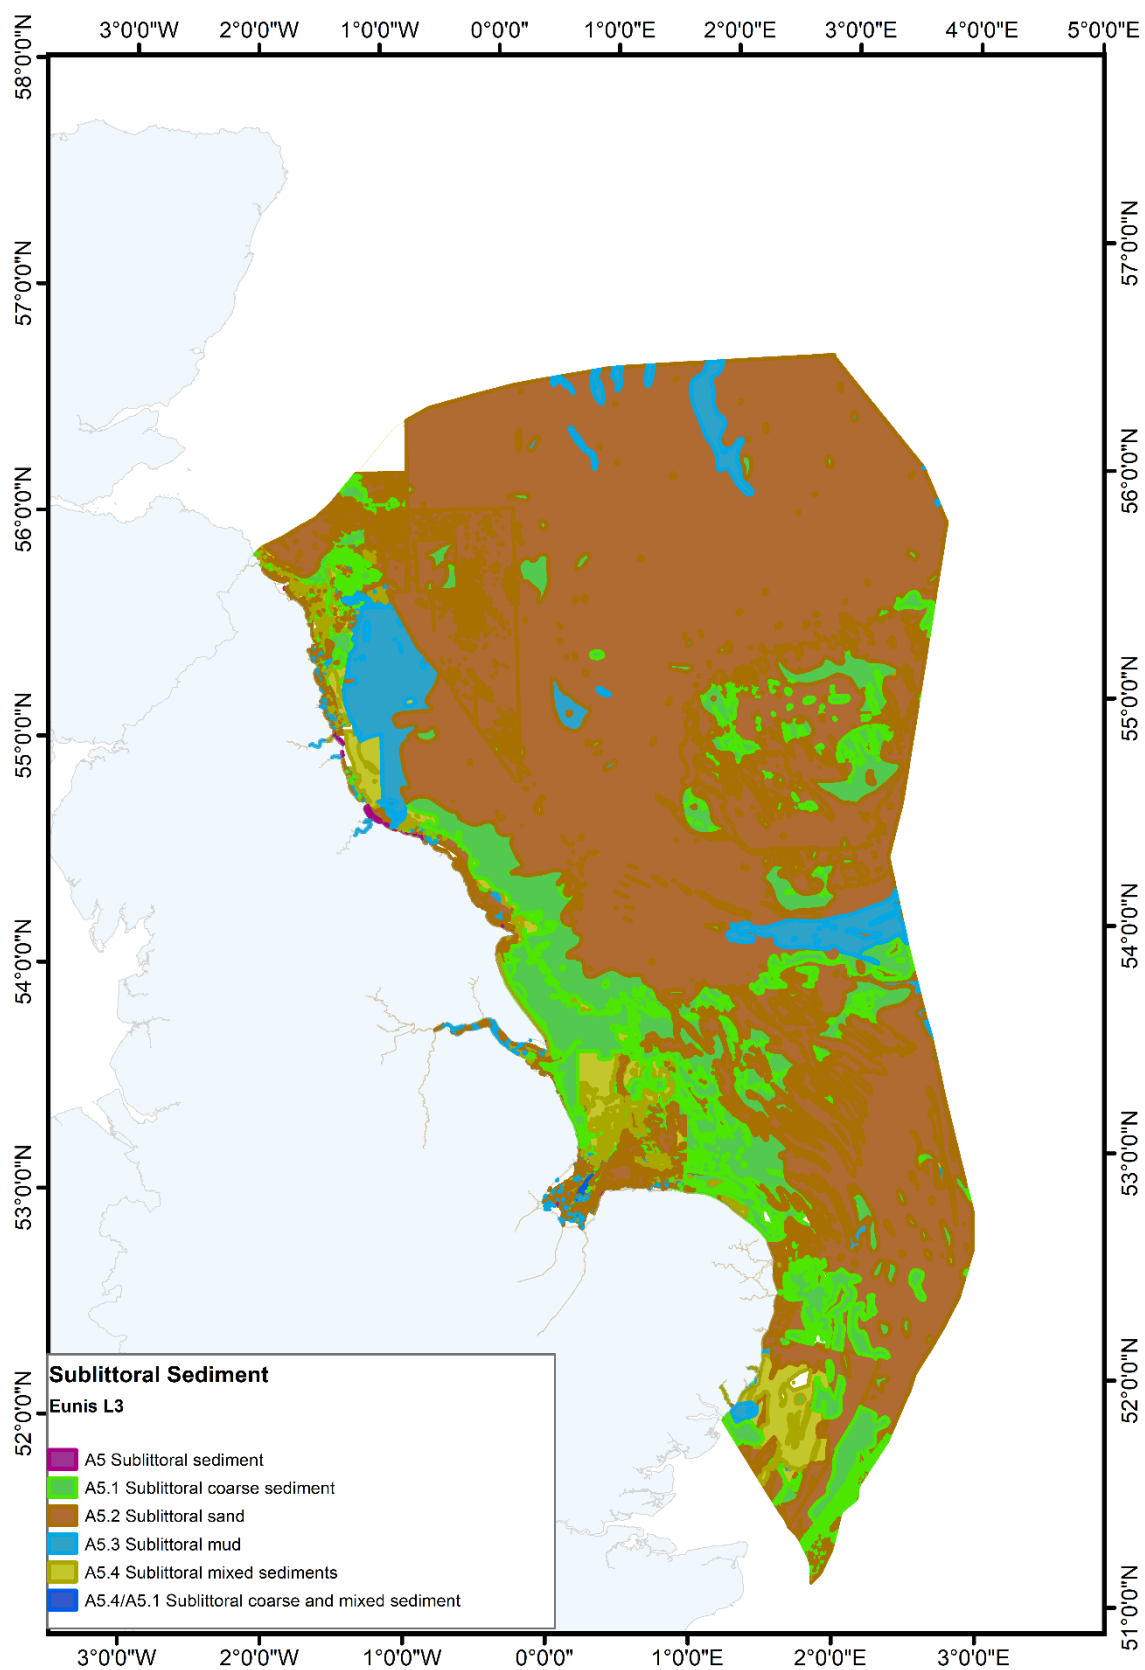 3°0'0"W 2°0'0"W 1°0'0"W 0°0'0" 1°0'0"E 2°0'0"E 3°0'0"E 4°0'0"E 5°0'0"E
58°0'0"N
57°0'0"N
57°0'0"N
56°0'0"N
56°0'0"N
55°0'0"N
55°0'0"N
54°0'0"N
54°0'0"N
53°0'0"N
53°0'0"N
52°0'0"N
52°0'0"N
51°0'0"N
Sublittoral Sediment
Eunis L3
A5 Sublittoral sediment
A5.1 Sublittoral coarse sediment
A5.2 Sublittoral sand
A5.3 Sublittoral mud
A5.4 Sublittoral mixed sediments
A5.4/A5.1 Sublittoral coarse and mixed sediment
3°0'0"W 2°0'0"W 1°0'0"W 0°0'0" 1°0'0"E 2°0'0"E 3°0'0"E